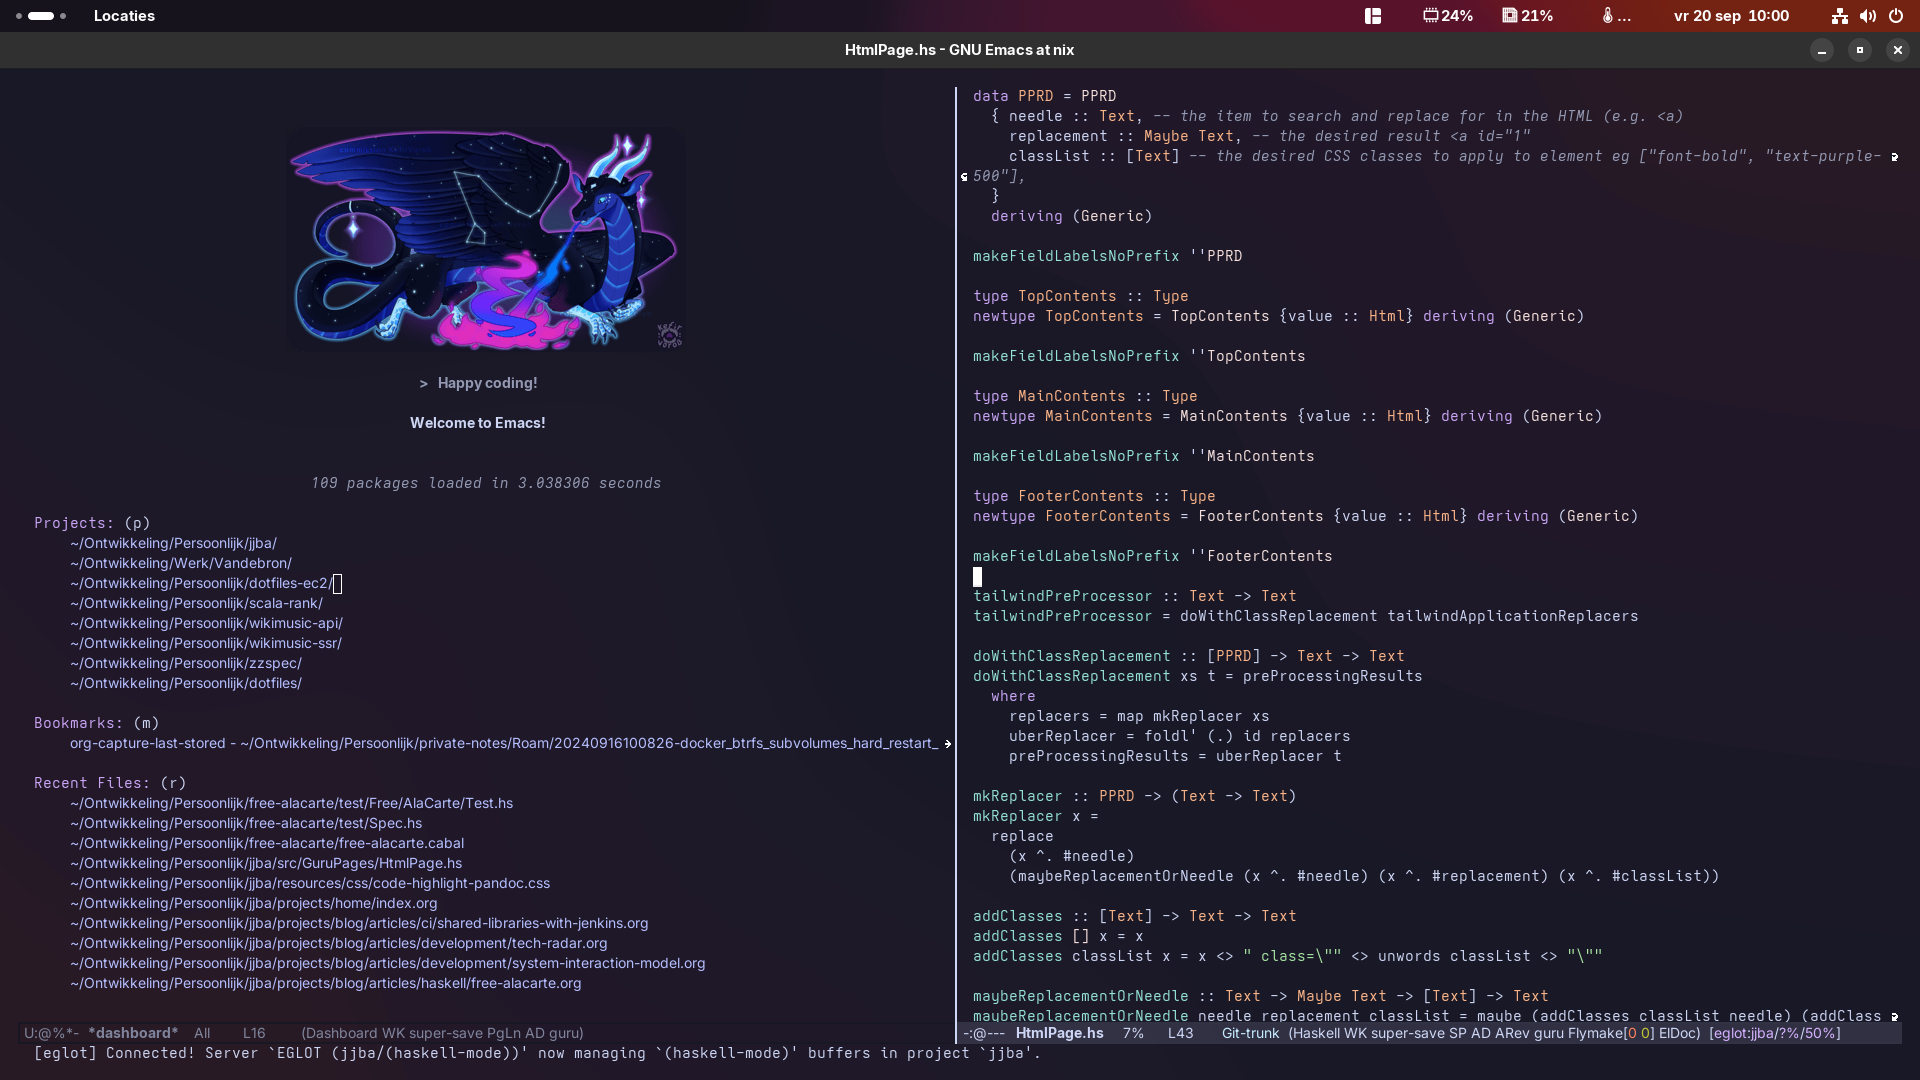 Locaties
24%
21%
...
vr 20 sep 10:00
HtmlPage.hs - GNU Emacs at nix
> Happy coding!
Welcome to Emacs!
109 packages loaded in 3.038306 seconds
Projects: (p)
~/Ontwikkeling/Persoonlijk/jjba/
~/Ontwikkeling/Werk/Vandebron/
~/Ontwikkeling/Persoonlijk/dotfiles-ec2/
~/Ontwikkeling/Persoonlijk/scala-rank/
~/Ontwikkeling/Persoonlijk/wikimusic-api/
~/Ontwikkeling/Persoonlijk/wikimusic-ssr/
~/Ontwikkeling/Persoonlijk/zzspec/
~/Ontwikkeling/Persoonlijk/dotfiles/
Bookmarks: (m)
org-capture-last-stored - ~/Ontwikkeling/Persoonlijk/private-notes/Roam/20240916100826-docker_btrfs_subvolumes_hard_restart_
Recent Files: (r)
~/Ontwikkeling/Persoonlijk/free-alacarte/test/Free/AlaCarte/Test.hs
~/Ontwikkeling/Persoonlijk/free-alacarte/test/Spec.hs
~/Ontwikkeling/Persoonlijk/free-alacarte/free-alacarte.cabal
~/Ontwikkeling/Persoonlijk/jjba/src/GuruPages/HtmlPage.hs
~/Ontwikkeling/Persoonlijk/jjba/resources/css/code-highlight-pandoc.css
~/Ontwikkeling/Persoonlijk/jjba/projects/home/index.org
~/Ontwikkeling/Persoonlijk/jjba/projects/blog/articles/ci/shared-libraries-with-jenkins.org
~/Ontwikkeling/Persoonlijk/jjba/projects/blog/articles/development/tech-radar.org
~/Ontwikkeling/Persoonlijk/jjba/projects/blog/articles/development/system-interaction-model.org
~/Ontwikkeling/Persoonlijk/jjba/projects/blog/articles/haskell/free-alacarte.org
U:@%*- *dashboard* All L16 (Dashboard WK super-save PgLn AD guru)
data PPRD = PPRD
{ needle :: Text, -- the item to search and replace for in the HTML (e.g. <a)
replacement :: Maybe Text, -- the desired result <a id="1"
classList :: [Text] -- the desired CSS classes to apply to element eg ["font-bold", "text-purple-
500"],
}
deriving (Generic)
makeFieldLabelsNoPrefix ''PPRD
type TopContents :: Type
newtype TopContents = TopContents {value :: Html} deriving (Generic)
makeFieldLabelsNoPrefix ''TopContents
type MainContents :: Type
newtype MainContents = MainContents {value :: Html} deriving (Generic)
makeFieldLabelsNoPrefix ''MainContents
type FooterContents :: Type
newtype FooterContents = FooterContents {value :: Html} deriving (Generic)
makeFieldLabelsNoPrefix ''FooterContents
tailwindPreProcessor :: Text -> Text
tailwindPreProcessor = doWithClassReplacement tailwindApplicationReplacers
doWithClassReplacement :: [PPRD] -> Text -> Text
doWithClassReplacement xs t = preProcessingResults
where
replacers = map mkReplacer xs
uberReplacer = foldl' (.) id replacers
preProcessingResults = uberReplacer t
mkReplacer :: PPRD -> (Text -> Text)
mkReplacer x =
replace
(x ^. #needle)
(maybeReplacementOrNeedle (x ^. #needle) (x ^. #replacement) (x ^. #classList))
addClasses :: [Text] -> Text -> Text
addClasses [] x = x
addClasses classList x = x <> " class=\"" <> unwords classList <> "\""
maybeReplacementOrNeedle :: Text -> Maybe Text -> [Text] -> Text
maybeReplacementOrNeedle needle replacement classList = maybe (addClasses classList needle) (addClass
-:@--- HtmlPage.hs 7% L43 Git-trunk (Haskell WK super-save SP AD ARev guru Flymake[0 0] ElDoc) [eglot:jjba/?%/50%]
[eglot] Connected! Server `EGLOT (jjba/(haskell-mode))' now managing `(haskell-mode)' buffers in project `jjba'.